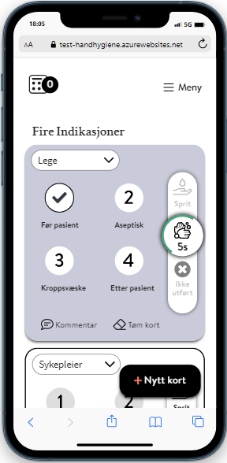 18:05
5G
AA test-handhygiene.azurewebsites.net
0
Meny
Fire Indikasjoner
Lege
Før pasient
2
Aseptisk
Sprit
5s
3
Kroppsvæske
4
Etter pasient
Ikke
utført
Kommentar
Tøm kort
Sykepleier
+ Nytt kort
1
2
Sprit